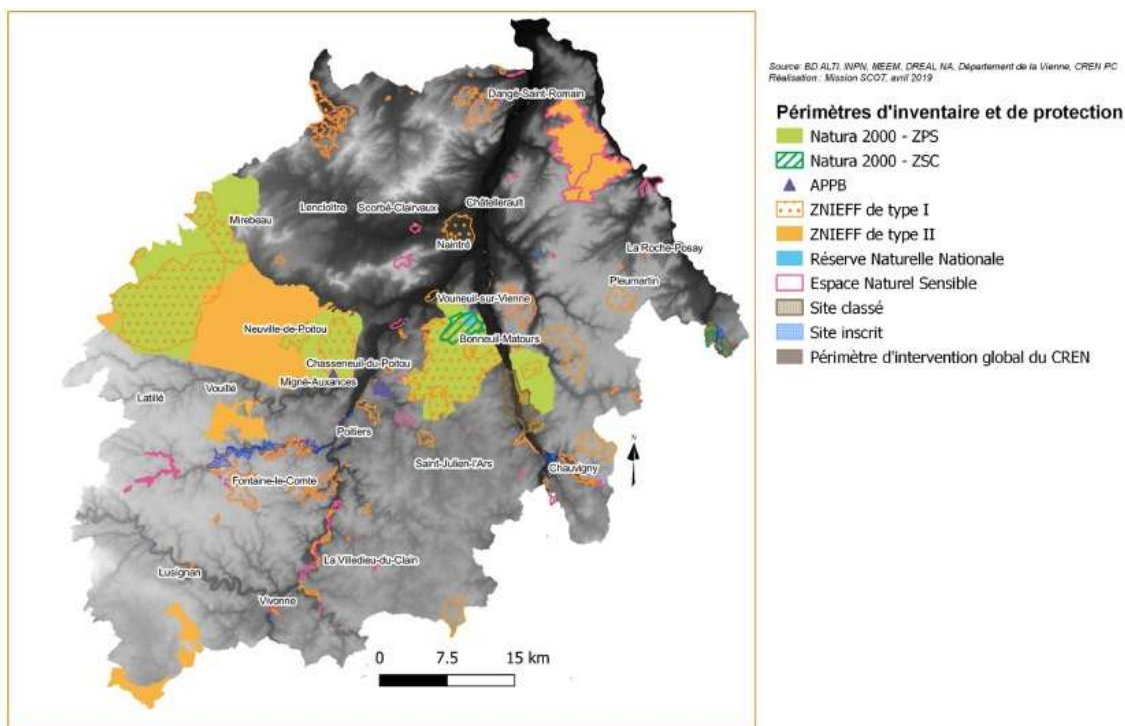 Source: BD ALTI, INPN, MEEM, DREAL NA, Département de la Vienne, CREN PC
Réalisation : Mission SCOT, avril 2019
Périmètres d'inventaire et de protection
Natura 2000 - ZPS
Natura 2000 - ZSC
APPB
ZNIEFF de type I
ZNIEFF de type II
Réserve Naturelle Nationale
Espace Naturel Sensible
Site classé
Site inscrit
Périmètre d'intervention global du CREN
Dangé-Saint-Romain
Lencloître
Scorbé-Clairvaux
Châtellerault
Mirebeau
Naintré
La Roche-Posay
Pleumartin
Vouneuil-sur-Vienne
Neuville-de-Poitou
Bonneuil-Matours
Chasseneuil-du-Poitou
Migné-Auxances
Latillé
Vouillé
Poitiers
Saint-Julien-l'Ars
Chauvigny
Fontaine-le-Comte
La Villedieu-du-Clain
Lusignan
Vivonne
N
0 7.5 15 km